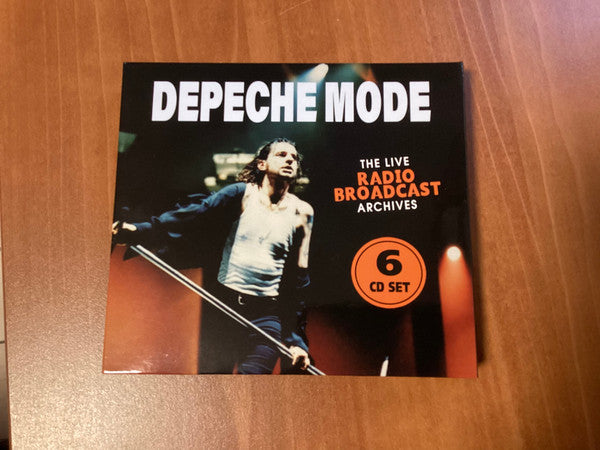 DEPECHE MODE
THE LIVE
RADIO
BROADCAST
ARCHIVES
6
CD SET